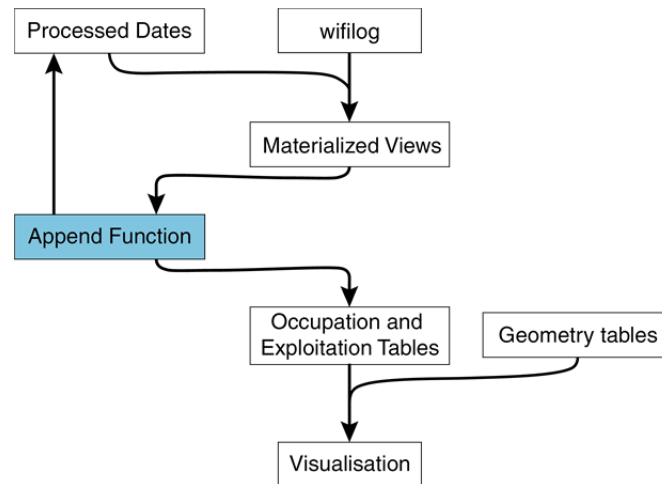 Processed Dates
wifilog
Materialized Views
Append Function
Occupation and
Exploitation Tables
Geometry tables
Visualisation